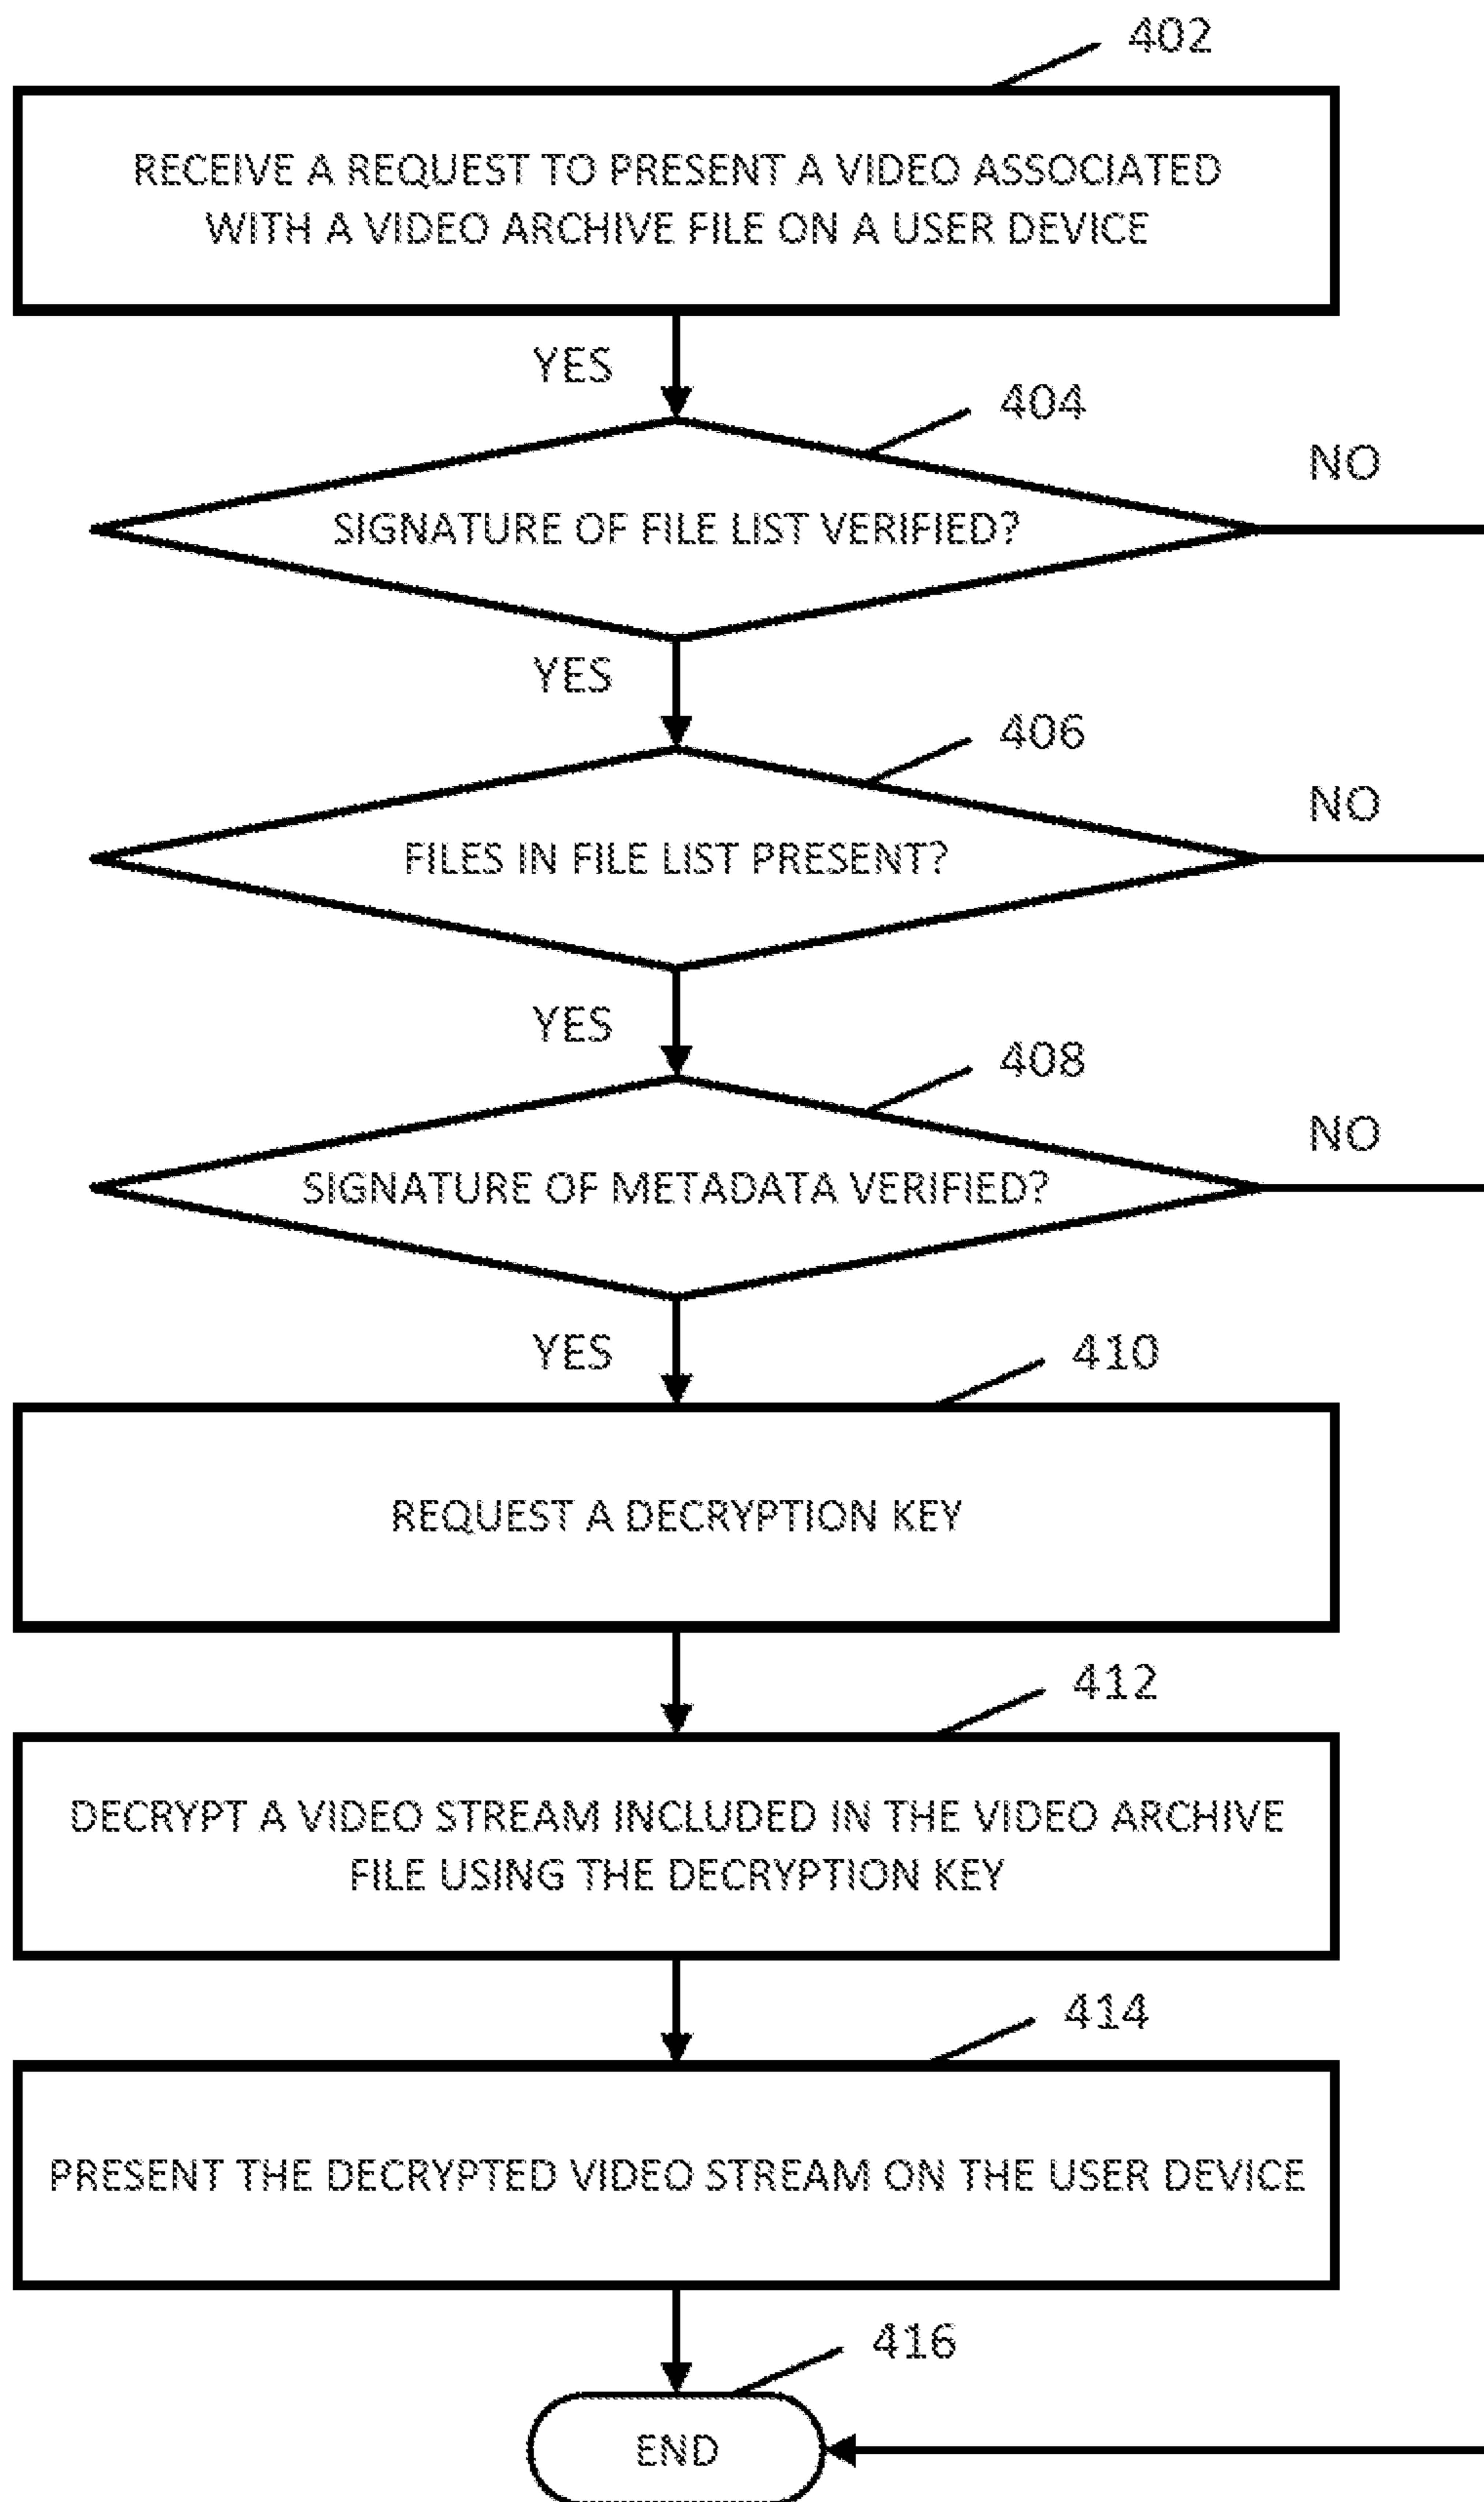 402
RECEIVE A REQUEST TO PRESENT A VIDEO ASSOCIATED
WITH A VIDEO ARCHIVE FILE ON A USER DEVICE
YES
404
NO
SIGNATURE OF FILE LIST VERIFIED?
YES
406
NO
FILES IN FILE LIST PRESENT?
YES
408
NO
SIGNATURE OF METADATA VERIFIED?
YES
410
REQUEST A DECRYPTION KEY
412
DECRYPT A VIDEO STREAM INCLUDED IN THE VIDEO ARCHIVE
FILE USING THE DECRYPTION KEY
414
PRESENT THE DECRYPTED VIDEO STREAM ON THE USER DEVICE
416
END